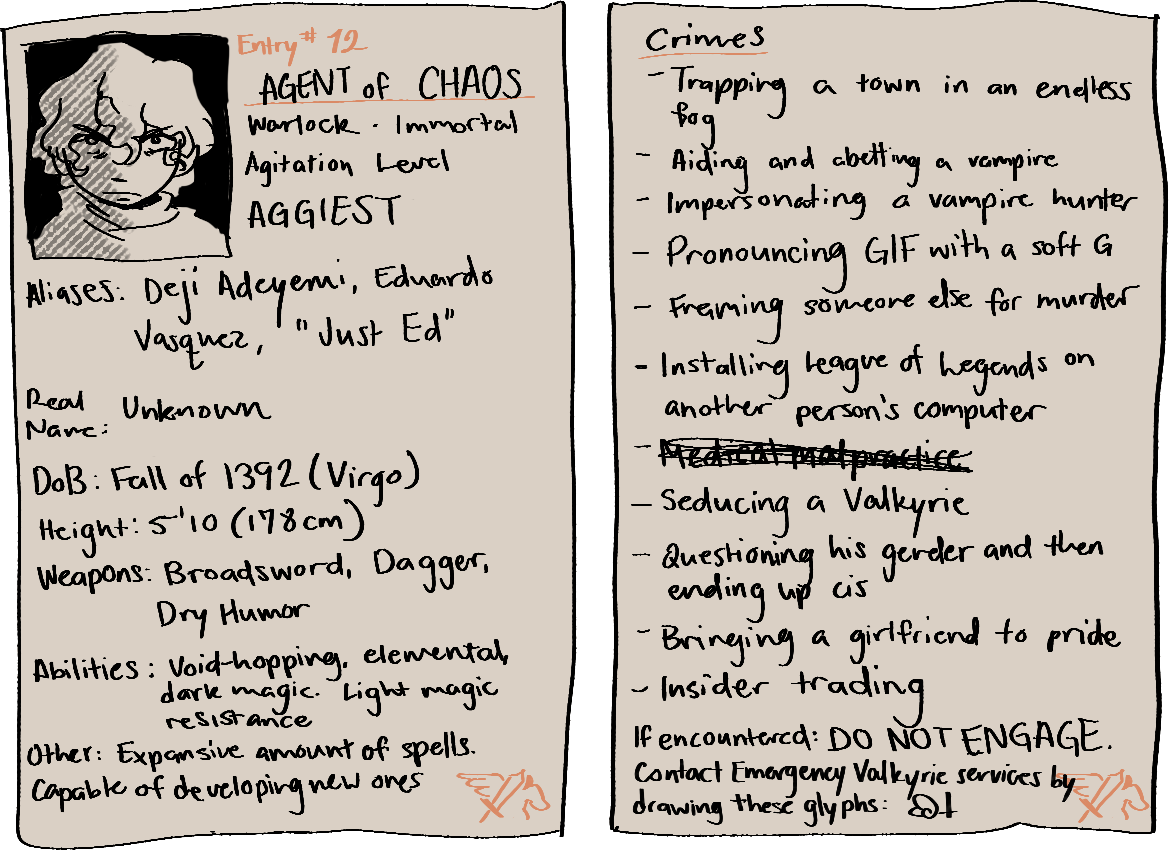 Entry # 12
AGENT of CHAOS
Warlock · Immortal
Agitation Level
AGGIEST
Aliases: Deji Adeyemi, Eduardo
Vasquez, "Just Ed"
Real
Name: Unknown
DoB: Fall of 1392 (Virgo)
Height: 5'10 (178cm)
Weapons: Broadsword, Dagger,
Dry Humor
Abilities: Void-hopping, elemental,
dark magic. Light magic
resistance
Other: Expansive amount of spells.
Capable of developing new ones
Crimes
- Trapping a town in an endless
fog
- Aiding and abetting a vampire
- Impersonating a vampire hunter
- Pronouncing GIF with a soft G
- Framing someone else for murder
- Installing League of Legends on
another person's computer
- Medical malpractice
- Seducing a Valkyrie
- Questioning his gender and then
ending up cis
- Bringing a girlfriend to pride
- Insider trading
If encountered: DO NOT ENGAGE.
Contact Emergency Valkyrie services by
drawing these glyphs: